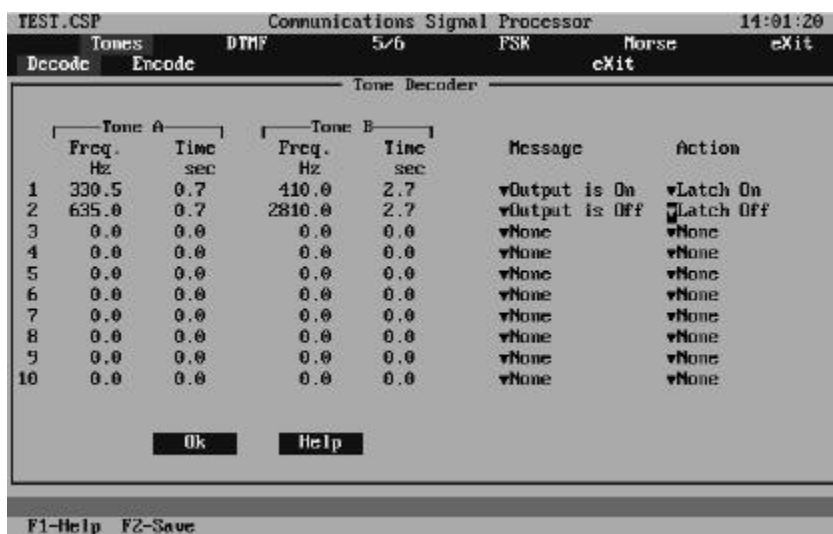 TEST.CSP Communications Signal Processor 14:01:20
Tones DTMF 5/6 FSK Morse eXit
Decode Encode eXit
Tone Decoder
Tone A Tone B
Freq. Time Freq. Time Message Action
Hz sec Hz sec
1 330.5 0.7 410.0 2.7 ▾Output is On ▾Latch On
2 635.0 0.7 2810.0 2.7 ▾Output is Off ▾Latch Off
3 0.0 0.0 0.0 0.0 ▾None ▾None
4 0.0 0.0 0.0 0.0 ▾None ▾None
5 0.0 0.0 0.0 0.0 ▾None ▾None
6 0.0 0.0 0.0 0.0 ▾None ▾None
7 0.0 0.0 0.0 0.0 ▾None ▾None
8 0.0 0.0 0.0 0.0 ▾None ▾None
9 0.0 0.0 0.0 0.0 ▾None ▾None
10 0.0 0.0 0.0 0.0 ▾None ▾None
Ok Help
F1-Help F2-Save